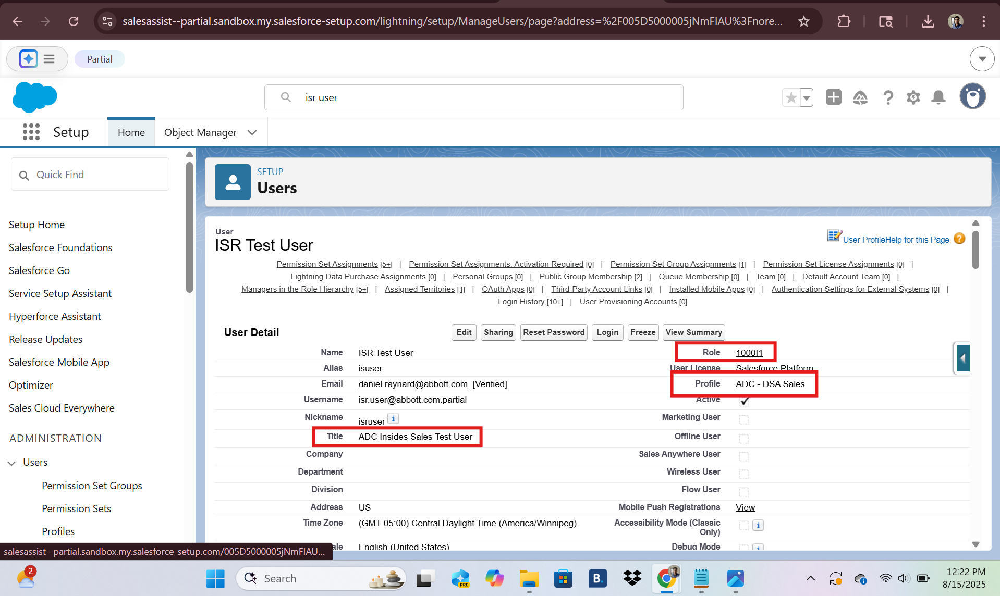 salesassist--partial.sandbox.my.salesforce-setup.com/lightning/setup/ManageUsers/page?address=%2F005D5000005jNmFIAU%3Fnore...
Partial
isr user
Setup
Home
Object Manager
Quick Find
Setup Home
Salesforce Foundations
Salesforce Go
Service Setup Assistant
Hyperforce Assistant
Release Updates
Salesforce Mobile App
Optimizer
Sales Cloud Everywhere
ADMINISTRATION
Users
Permission Set Groups
Permission Sets
Profiles
SETUP
Users
User
ISR Test User
User Profile Help for this Page ?
Permission Set Assignments [5+] | Permission Set Assignments: Activation Required [0] | Permission Set Group Assignments [1] | Permission Set License Assignments [0] |
Lightning Data Purchase Assignments [0] | Personal Groups [0] | Public Group Membership [2] | Queue Membership [0] | Team [0] | Default Account Team [0] |
Managers in the Role Hierarchy [5+] | Assigned Territories [1] | OAuth Apps [0] | Third-Party Account Links [0] | Installed Mobile Apps [0] | Authentication Settings for External Systems [0] |
Login History [10+] | User Provisioning Accounts [0]
User Detail
Edit Sharing Reset Password Login Freeze View Summary
Name ISR Test User Role 1000I1
Alias isuser User License Salesforce Platform
Email daniel.raynard@abbott.com [Verified] Profile ADC - DSA Sales
Username isr.user@abbott.com.partial Active
Nickname isruser i Marketing User
Title ADC Insides Sales Test User Offline User
Company Sales Anywhere User
Department Wireless User
Division Flow User
Address US Mobile Push Registrations View
Time Zone (GMT-05:00) Central Daylight Time (America/Winnipeg) Accessibility Mode (Classic Only) i
English (United States) Debug Mode
salesassist--partial.sandbox.my.salesforce-setup.com/005D5000005jNmFIAU...
2
Search
PRE
B.
12:22 PM
8/15/2025